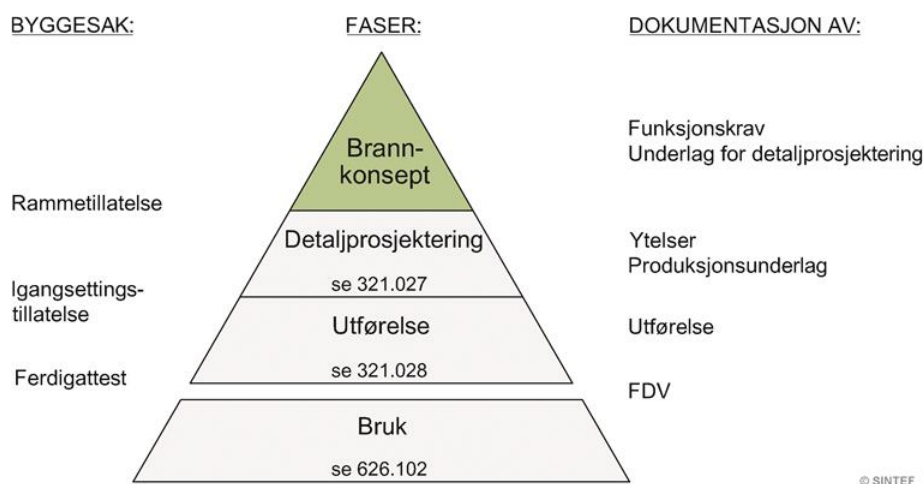 BYGGESAK:
FASER:
DOKUMENTASJON AV:
Brann-
konsept
Funksjonskrav
Underlag for detaljprosjektering
Rammetillatelse
Detaljprosjektering
se 321.027
Ytelser
Produksjonsunderlag
Igangsettings-
tillatelse
Utførelse
se 321.028
Utførelse
Ferdigattest
FDV
Bruk
se 626.102
© SINTEF